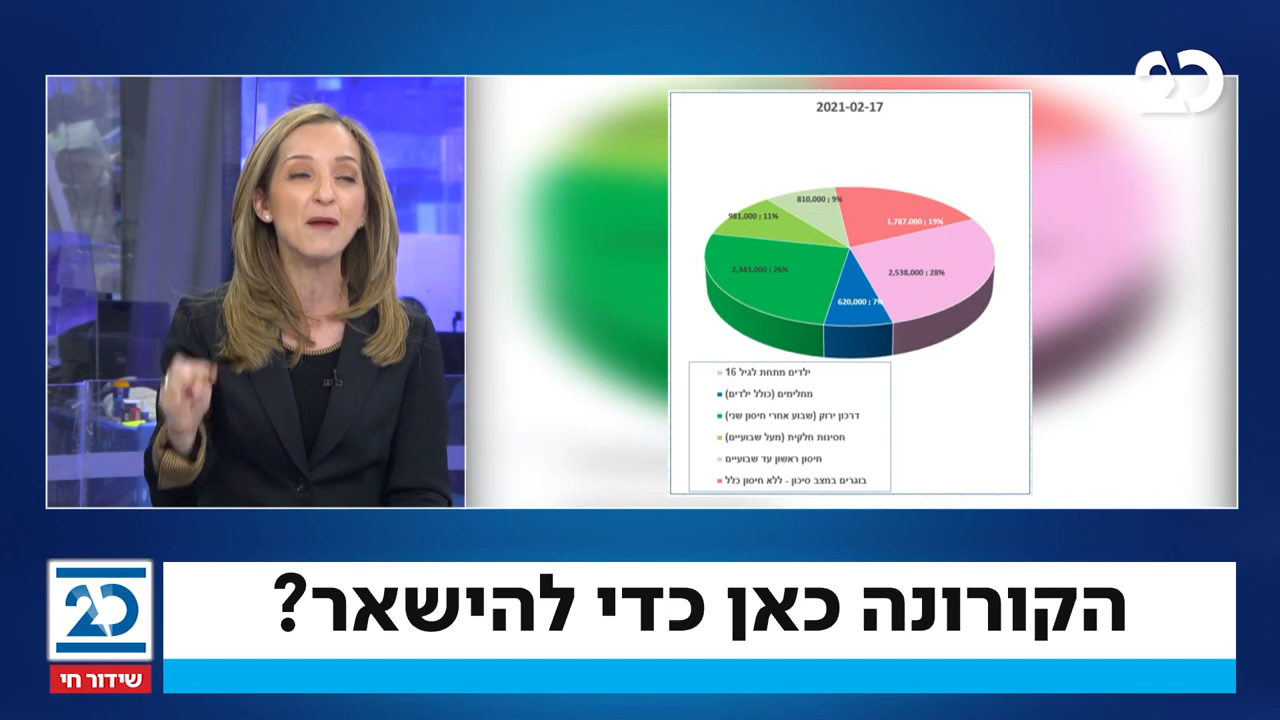 20
2021-02-17
810,000 ; 9%
981,000 ; 11%
1,787,000 ; 19%
2,343,000 ; 26%
2,538,000 ; 28%
620,000 ; 7%
ילדים מתחת לגיל 16
מחלימים (כולל ילדים)
דרכון ירוק (שבוע אחרי חיסון שני)
חסינות חלקית (מעל שבועיים)
חיסון ראשון עד שבועיים
בוגרים במצב סיכון - ללא חיסון כלל
הקורונה כאן כדי להישאר?
20
שידור חי